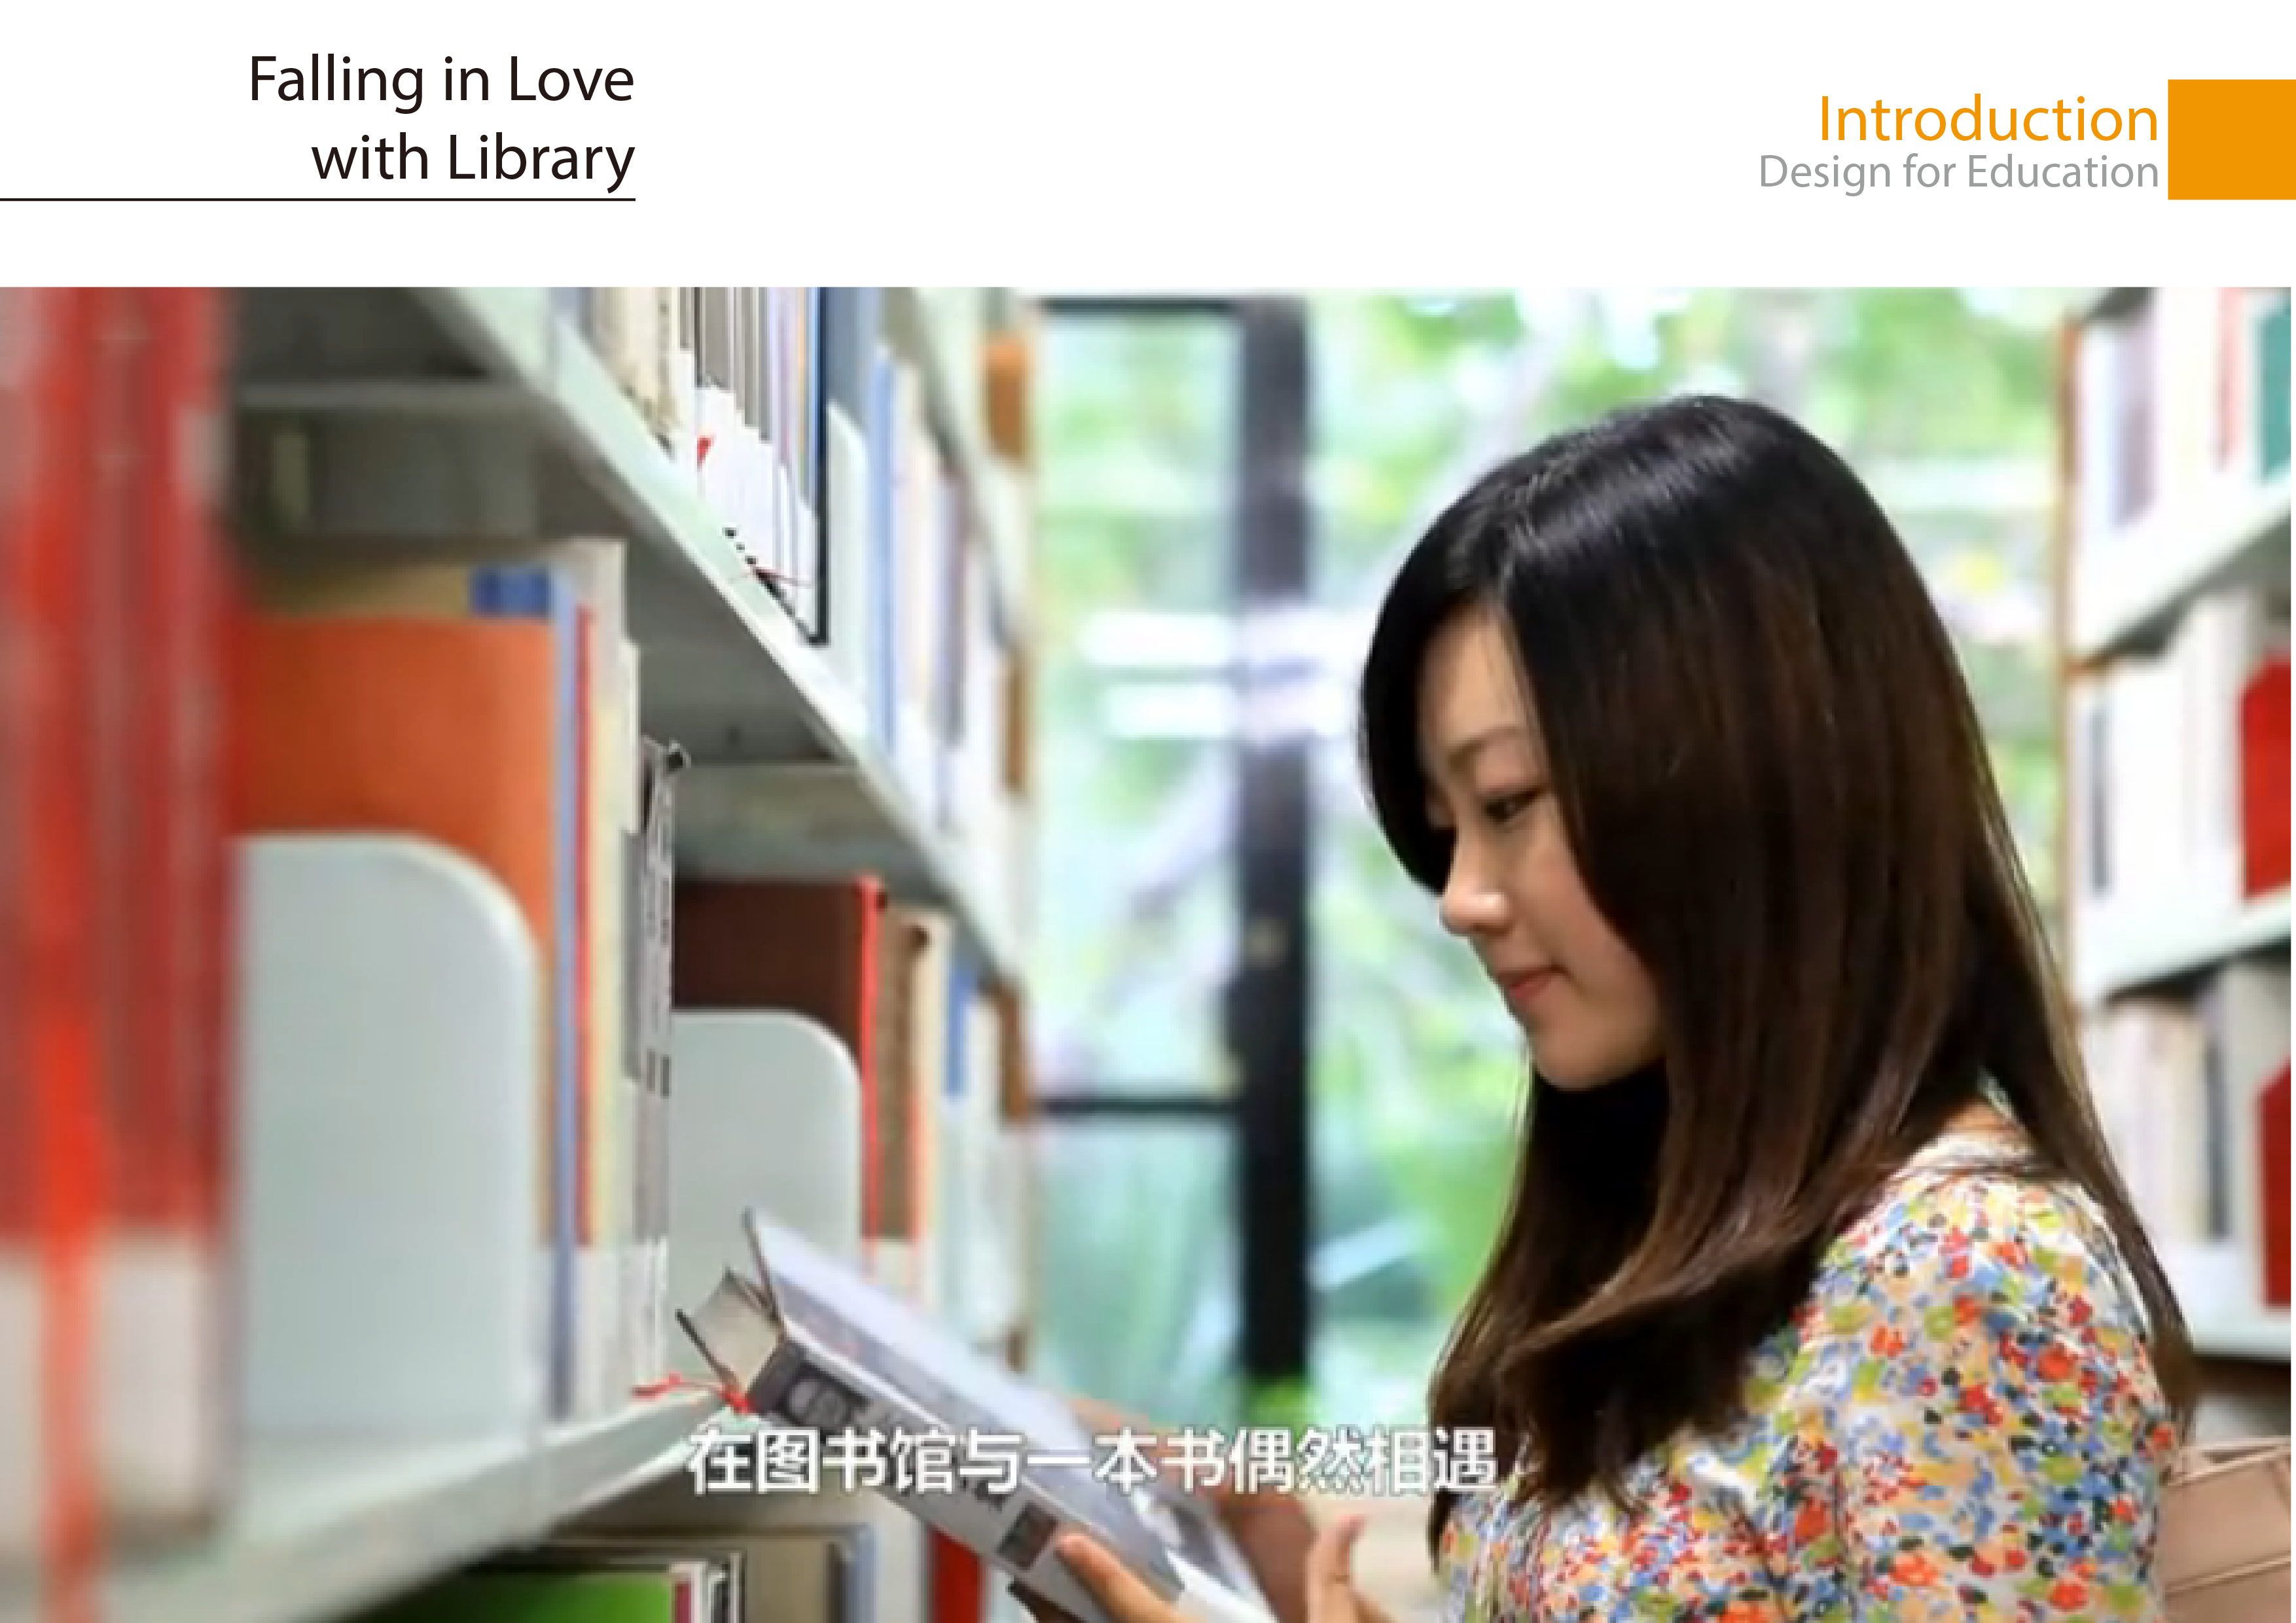 Falling in Love
with Library
Introduction
Design for Education
在图书馆与一本书偶然相遇